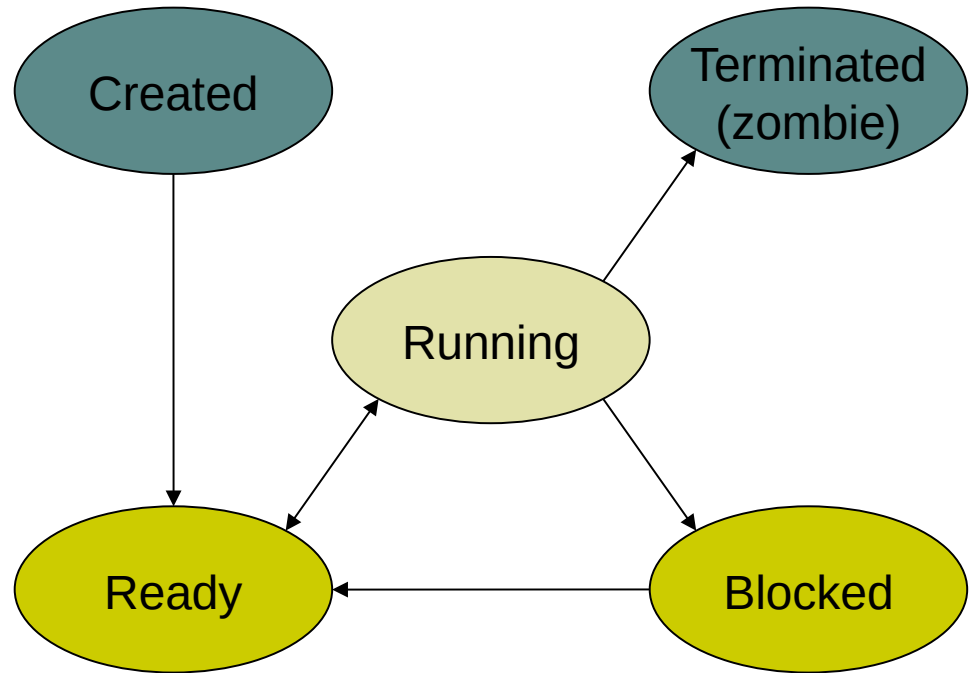 Created
Terminated
(zombie)
Running
Ready
Blocked